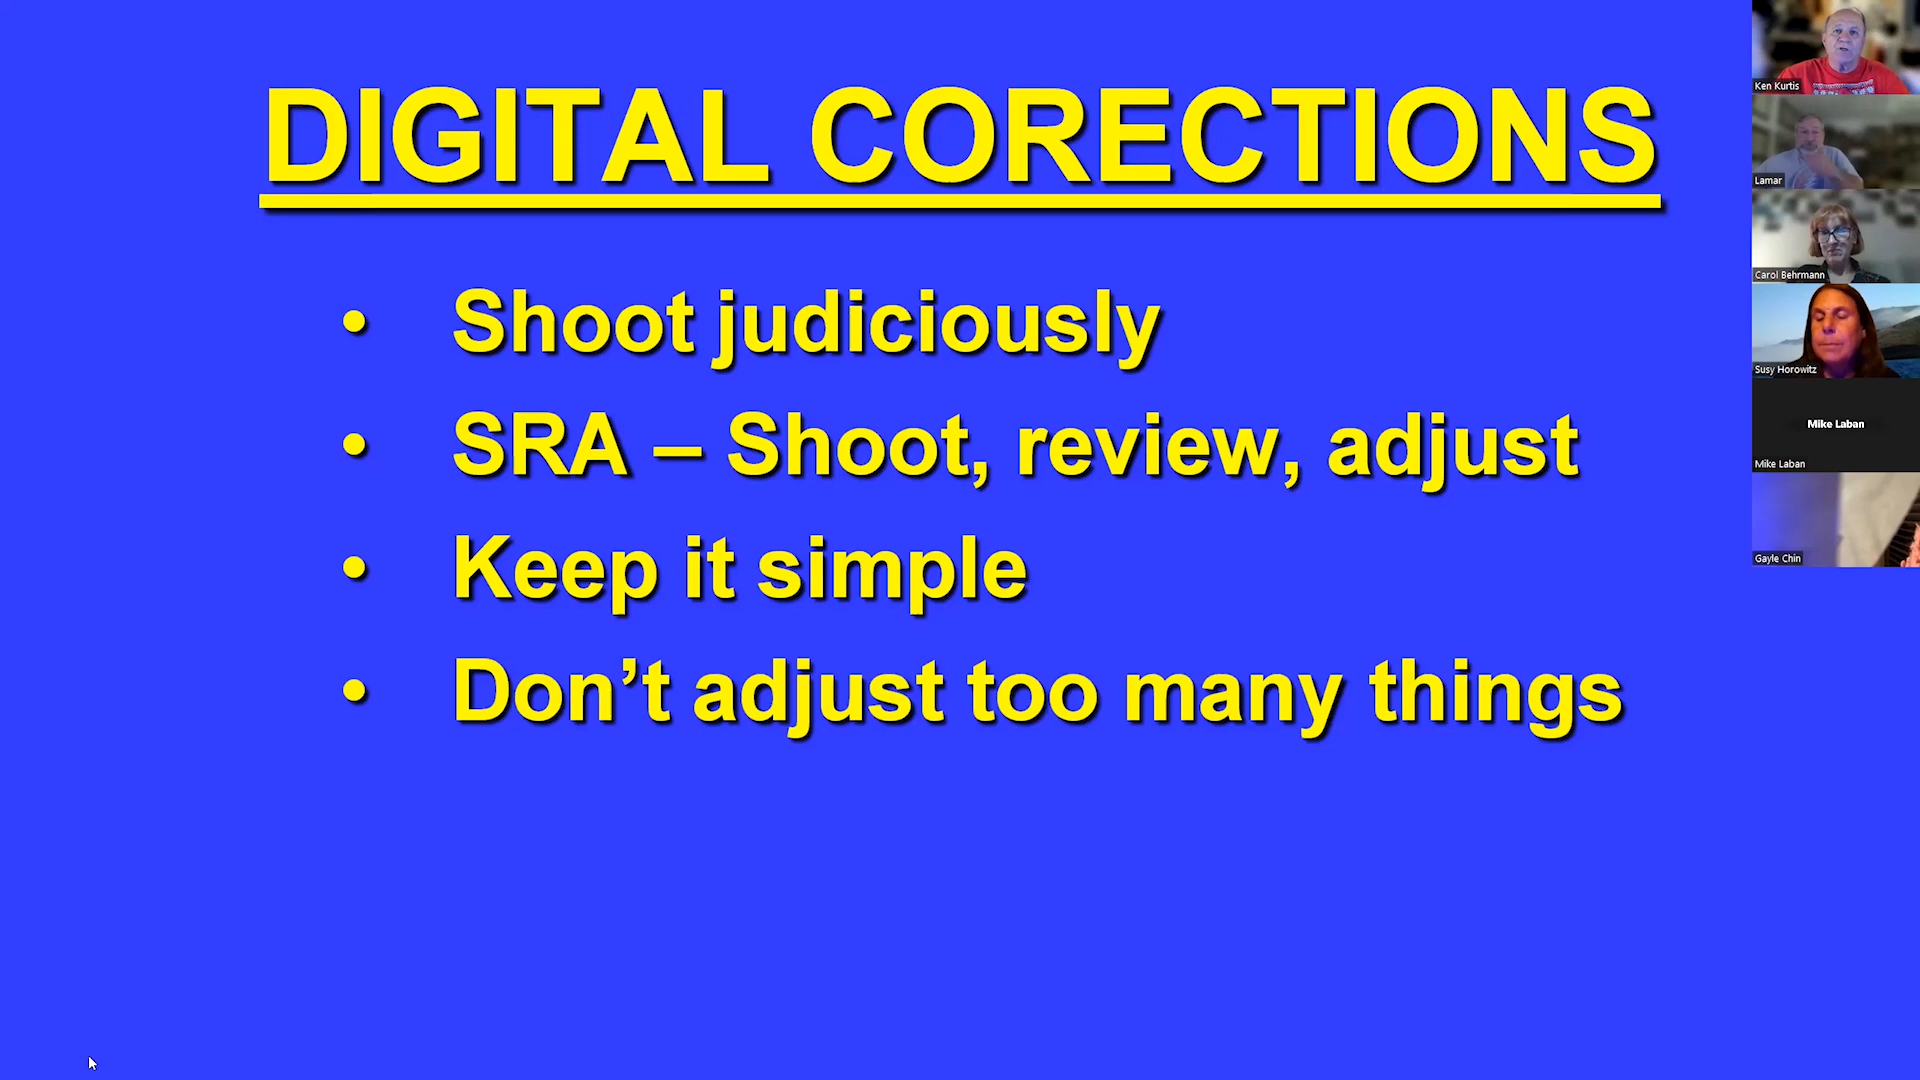 DIGITAL CORECTIONS
• Shoot judiciously
• SRA – Shoot, review, adjust
• Keep it simple
• Don’t adjust too many things
Ken Kurtis
Lamar
Carol Behrmann
Susy Horowitz
Mike Laban
Mike Laban
Gayle Chin